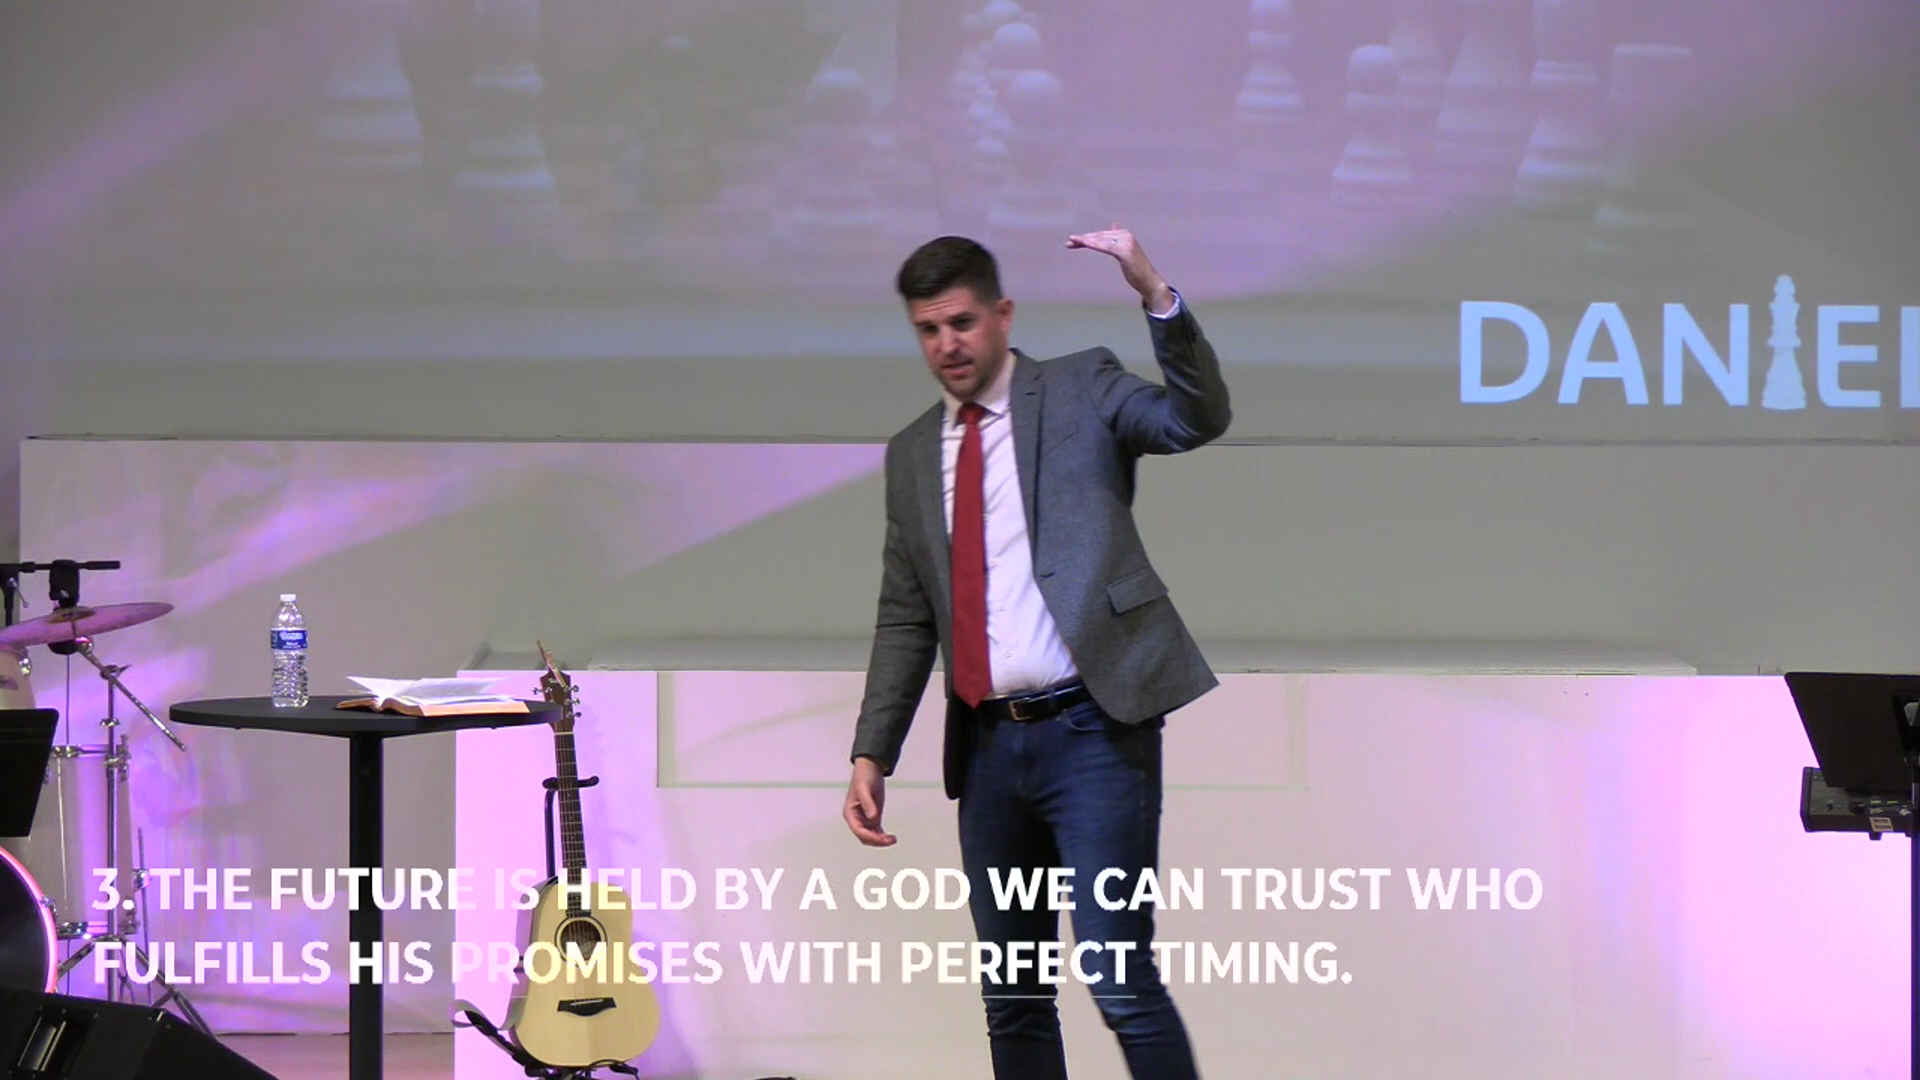 DANIEL
3. THE FUTURE IS HELD BY A GOD WE CAN TRUST WHO
FULFILLS HIS PROMISES WITH PERFECT TIMING.